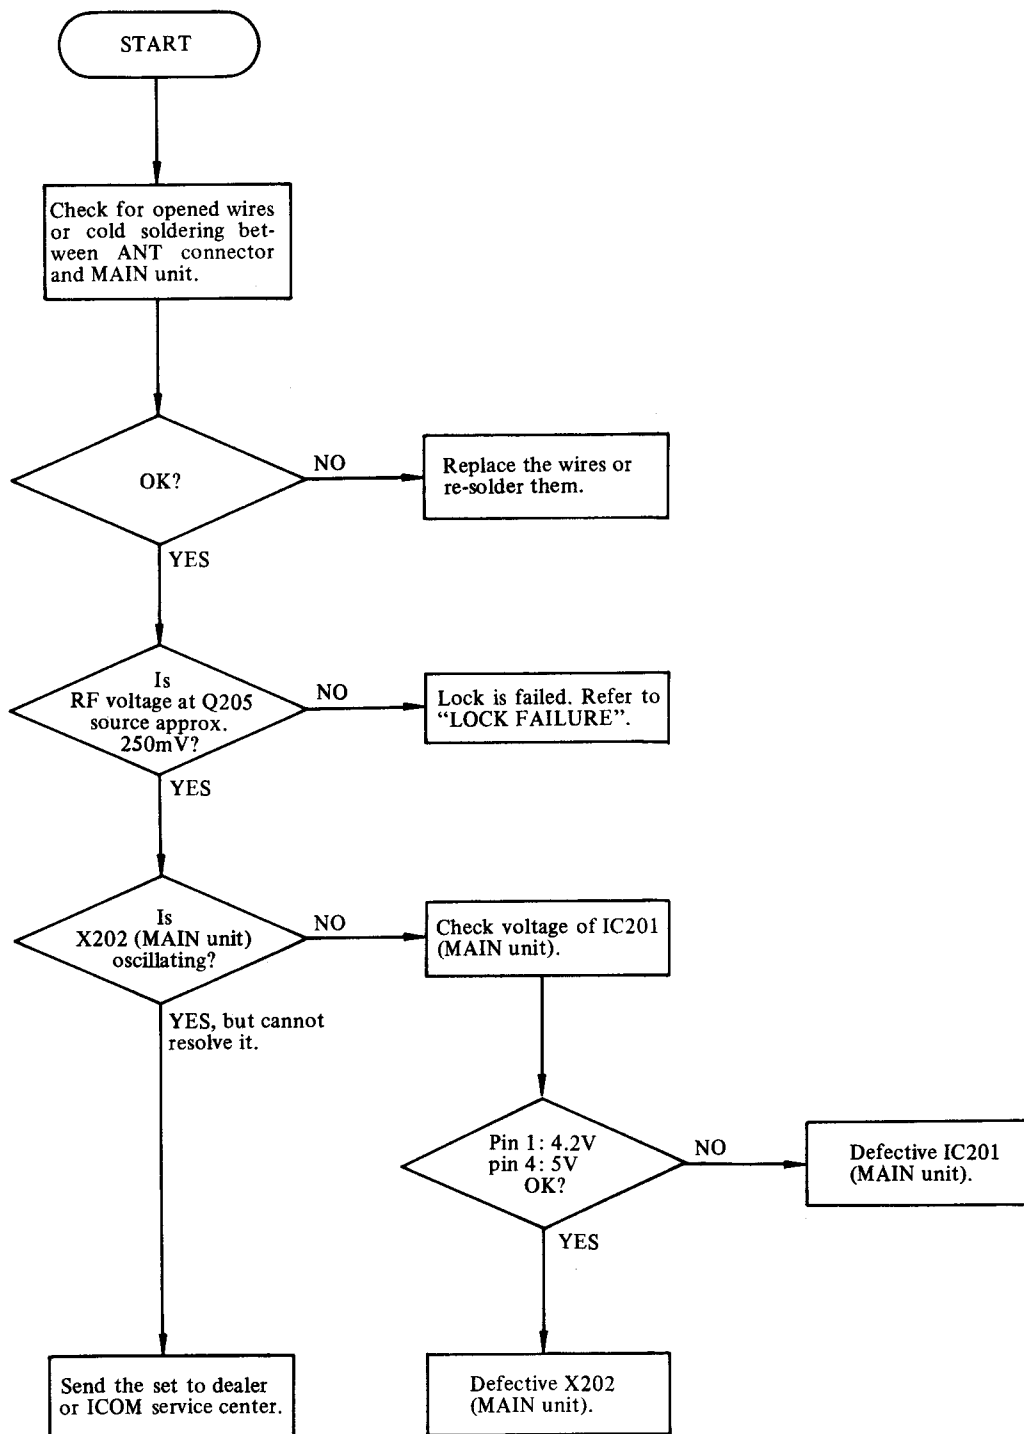 START
Check for opened wires
or cold soldering bet-
ween ANT connector
and MAIN unit.
OK?
NO
Replace the wires or
re-solder them.
YES
Is
RF voltage at Q205
source approx.
250mV?
NO
Lock is failed. Refer to
“LOCK FAILURE”.
YES
Is
X202 (MAIN unit)
oscillating?
NO
Check voltage of IC201
(MAIN unit).
YES, but cannot
resolve it.
Pin 1: 4.2V
pin 4: 5V
OK?
NO
Defective IC201
(MAIN unit).
YES
Send the set to dealer
or ICOM service center.
Defective X202
(MAIN unit).